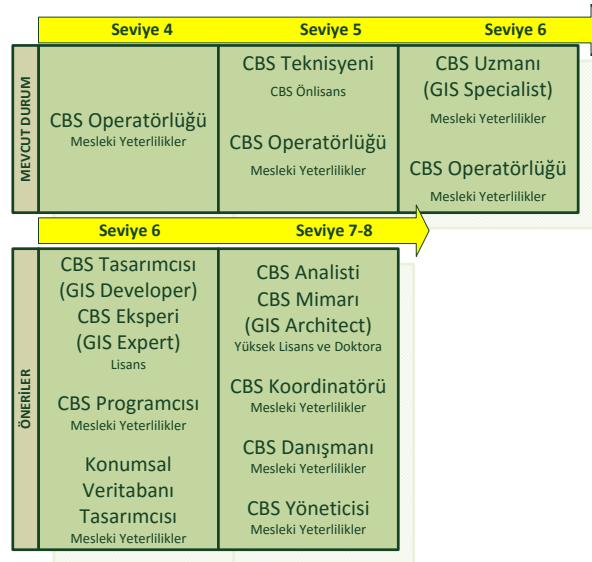 Seviye 4
Seviye 5
Seviye 6
MEVCUT DURUM
CBS Operatörlüğü
Mesleki Yeterlilikler
CBS Teknisyeni
CBS Önlisans
CBS Operatörlüğü
Mesleki Yeterlilikler
CBS Uzmanı
(GIS Specialist)
Mesleki Yeterlilikler
CBS Operatörlüğü
Mesleki Yeterlilikler
Seviye 6
Seviye 7-8
ÖNERİLER
CBS Tasarımcısı
(GIS Developer)
CBS Eksperi
(GIS Expert)
Lisans
CBS Programcısı
Mesleki Yeterlilikler
Konumsal
Veritabanı
Tasarımcısı
Mesleki Yeterlilikler
CBS Analisti
CBS Mimarı
(GIS Architect)
Yüksek Lisans ve Doktora
CBS Koordinatörü
Mesleki Yeterlilikler
CBS Danışmanı
Mesleki Yeterlilikler
CBS Yöneticisi
Mesleki Yeterlilikler